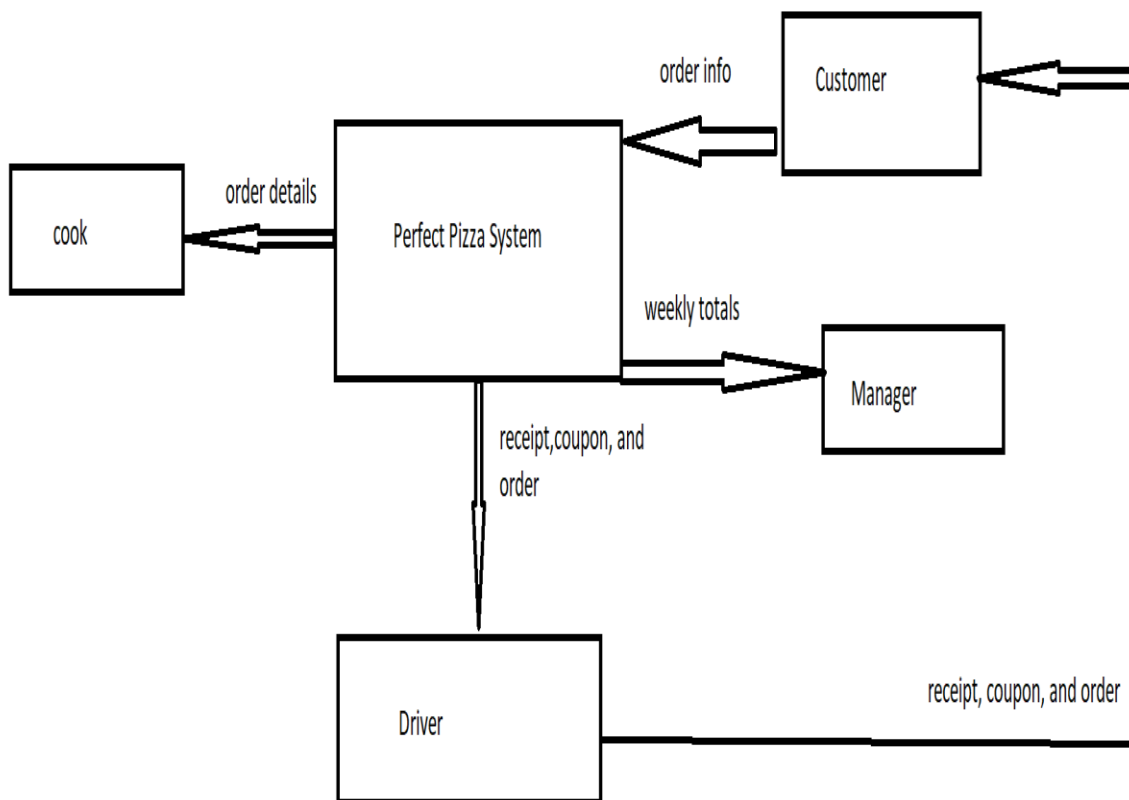 order info
Customer
order details
cook
Perfect Pizza System
weekly totals
Manager
receipt,coupon, and
order
receipt, coupon, and order
Driver